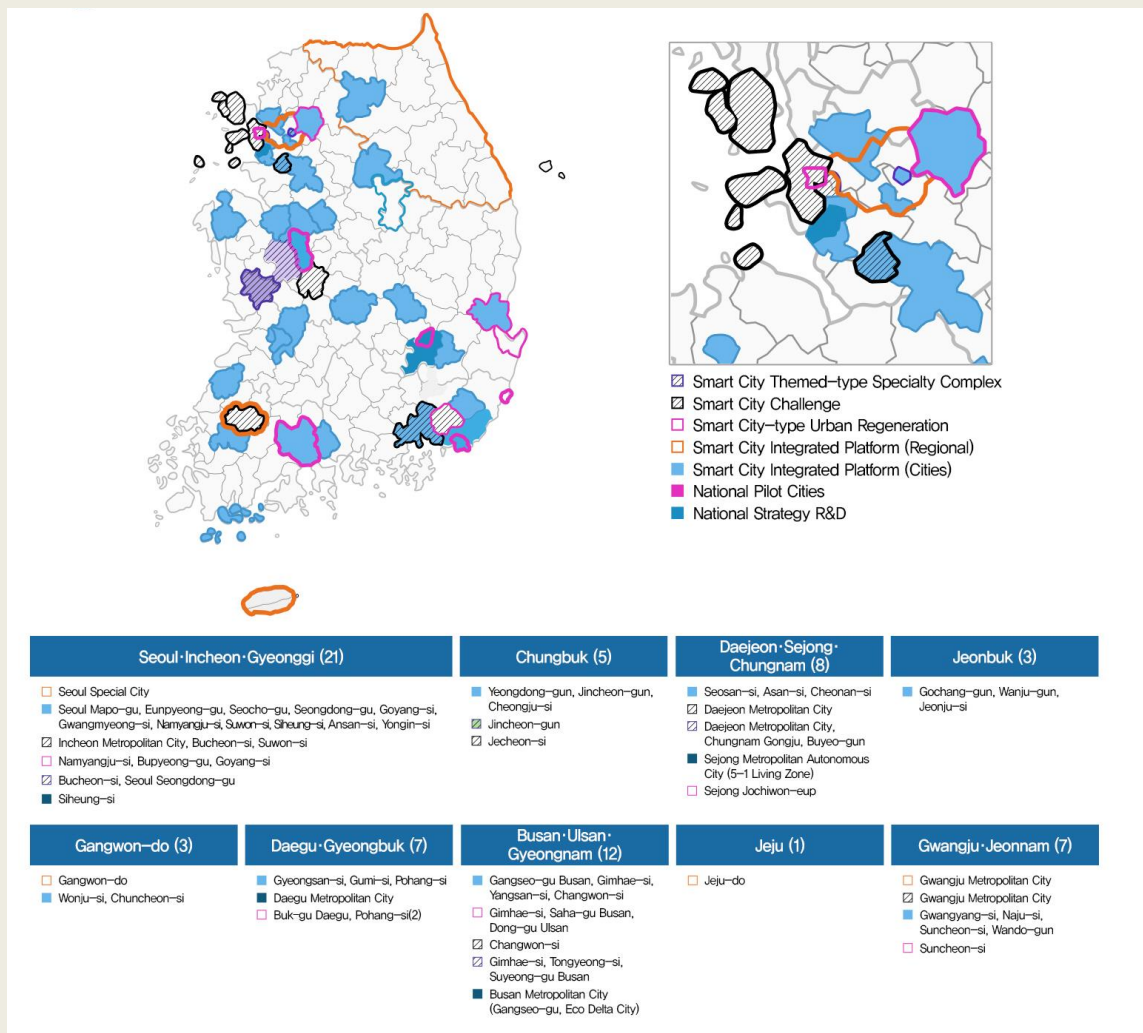 Smart City Themed-type Specialty Complex
Smart City Challenge
Smart City-type Urban Regeneration
Smart City Integrated Platform (Regional)
Smart City Integrated Platform (Cities)
National Pilot Cities
National Strategy R&D
Seoul·Incheon·Gyeonggi (21)
Seoul Special City
Seoul Mapo-gu, Eunpyeong-gu, Seocho-gu, Seongdong-gu, Goyang-si,
Gwangmyeong-si, Namyangju-si, Suwon-si, Siheung-si, Ansan-si, Yongin-si
Incheon Metropolitan City, Bucheon-si, Suwon-si
Namyangju-si, Bupyeong-gu, Goyang-si
Bucheon-si, Seoul Seongdong-gu
Siheung-si
Chungbuk (5)
Yeongdong-gun, Jincheon-gun,
Cheongju-si
Jincheon-gun
Jecheon-si
Daejeon·Sejong·
Chungnam (8)
Seosan-si, Asan-si, Cheonan-si
Daejeon Metropolitan City
Daejeon Metropolitan City,
Chungnam Gongju, Buyeo-gun
Sejong Metropolitan Autonomous
City (5-1 Living Zone)
Sejong Jochiwon-eup
Jeonbuk (3)
Gochang-gun, Wanju-gun,
Jeonju-si
Gangwon-do (3)
Gangwon-do
Wonju-si, Chuncheon-si
Daegu·Gyeongbuk (7)
Gyeongsan-si, Gumi-si, Pohang-si
Daegu Metropolitan City
Buk-gu Daegu, Pohang-si(2)
Busan·Ulsan·
Gyeongnam (12)
Gangseo-gu Busan, Gimhae-si,
Yangsan-si, Changwon-si
Gimhae-si, Saha-gu Busan,
Dong-gu Ulsan
Changwon-si
Gimhae-si, Tongyeong-si,
Suyeong-gu Busan
Busan Metropolitan City
(Gangseo-gu, Eco Delta City)
Jeju (1)
Jeju-do
Gwangju·Jeonnam (7)
Gwangju Metropolitan City
Gwangju Metropolitan City
Gwangyang-si, Naju-si,
Suncheon-si, Wando-gun
Suncheon-si